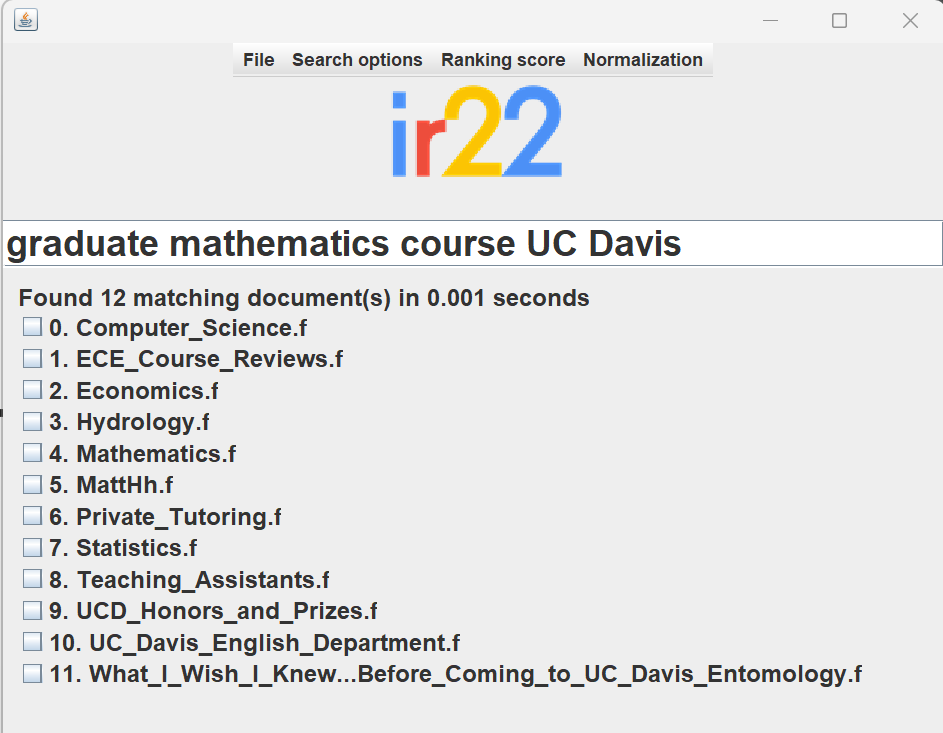 File Search options Ranking score Normalization
ir22
graduate mathematics course UC Davis
Found 12 matching document(s) in 0.001 seconds
0. Computer_Science.f
1. ECE_Course_Reviews.f
2. Economics.f
3. Hydrology.f
4. Mathematics.f
5. MattHh.f
6. Private_Tutoring.f
7. Statistics.f
8. Teaching_Assistants.f
9. UCD_Honors_and_Prizes.f
10. UC_Davis_English_Department.f
11. What_I_Wish_I_Knew...Before_Coming_to_UC_Davis_Entomology.f